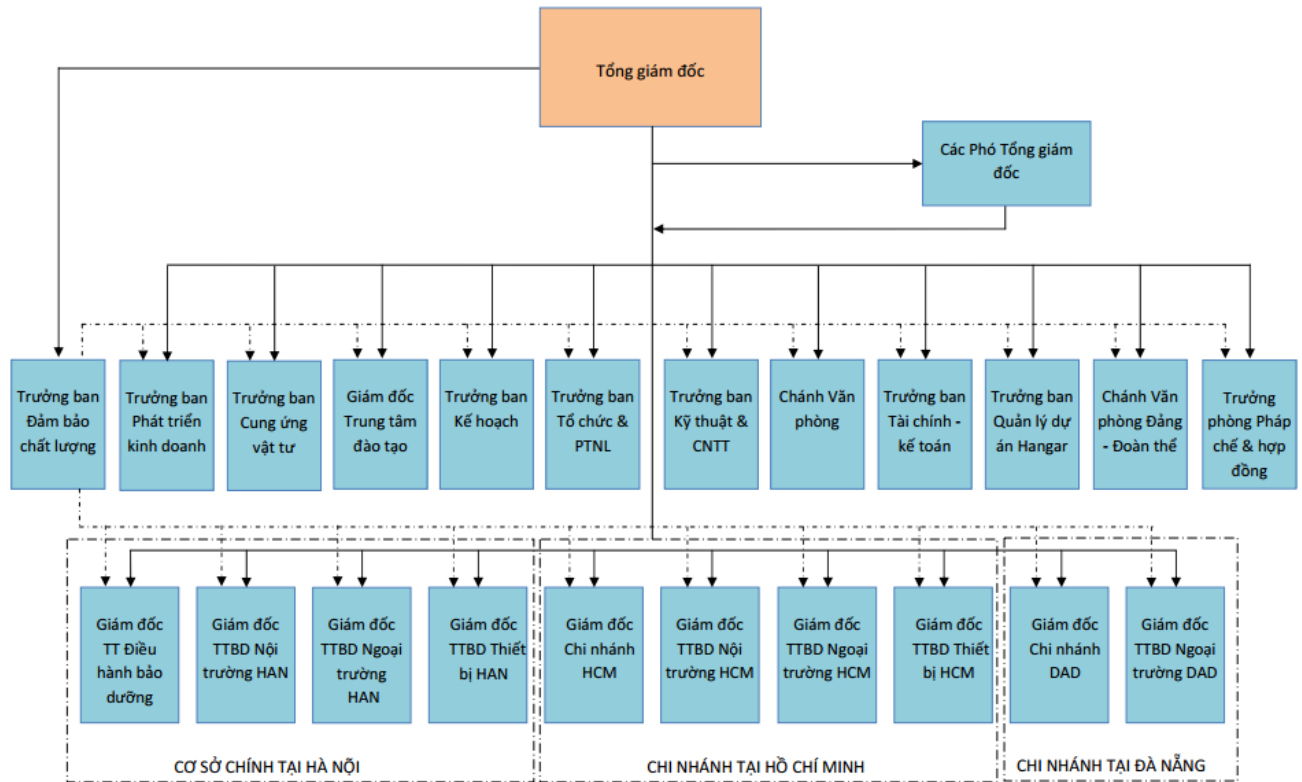 Tổng giám đốc
Các Phó Tổng giám
đốc
Trưởng ban
Đảm bảo
chất lượng
Trưởng ban
Phát triển
kinh doanh
Trưởng ban
Cung ứng
vật tư
Giám đốc
Trung tâm
đào tạo
Trưởng ban
Kế hoạch
Trưởng ban
Tổ chức &
PTNL
Trưởng ban
Kỹ thuật &
CNTT
Chánh Văn
phòng
Trưởng ban
Tài chính -
kế toán
Trưởng ban
Quản lý dự
án Hangar
Chánh Văn
phòng Đảng
- Đoàn thể
Trưởng
phòng Pháp
chế & hợp
đồng
Giám đốc
TT Điều
hành bảo
dưỡng
Giám đốc
TTBD Nội
trường HAN
Giám đốc
TTBD Ngoại
trường
HAN
Giám đốc
TTBD Thiết
bị HAN
Giám đốc
Chi nhánh
HCM
Giám đốc
TTBD Nội
trường HCM
Giám đốc
TTBD Ngoại
trường HCM
Giám đốc
TTBD Thiết
bị HCM
Giám đốc
Chi nhánh
DAD
Giám đốc
TTBD Ngoại
trường DAD
CƠ SỞ CHÍNH TẠI HÀ NỘI
CHI NHÁNH TẠI HỒ CHÍ MINH
CHI NHÁNH TẠI ĐÀ NẴNG